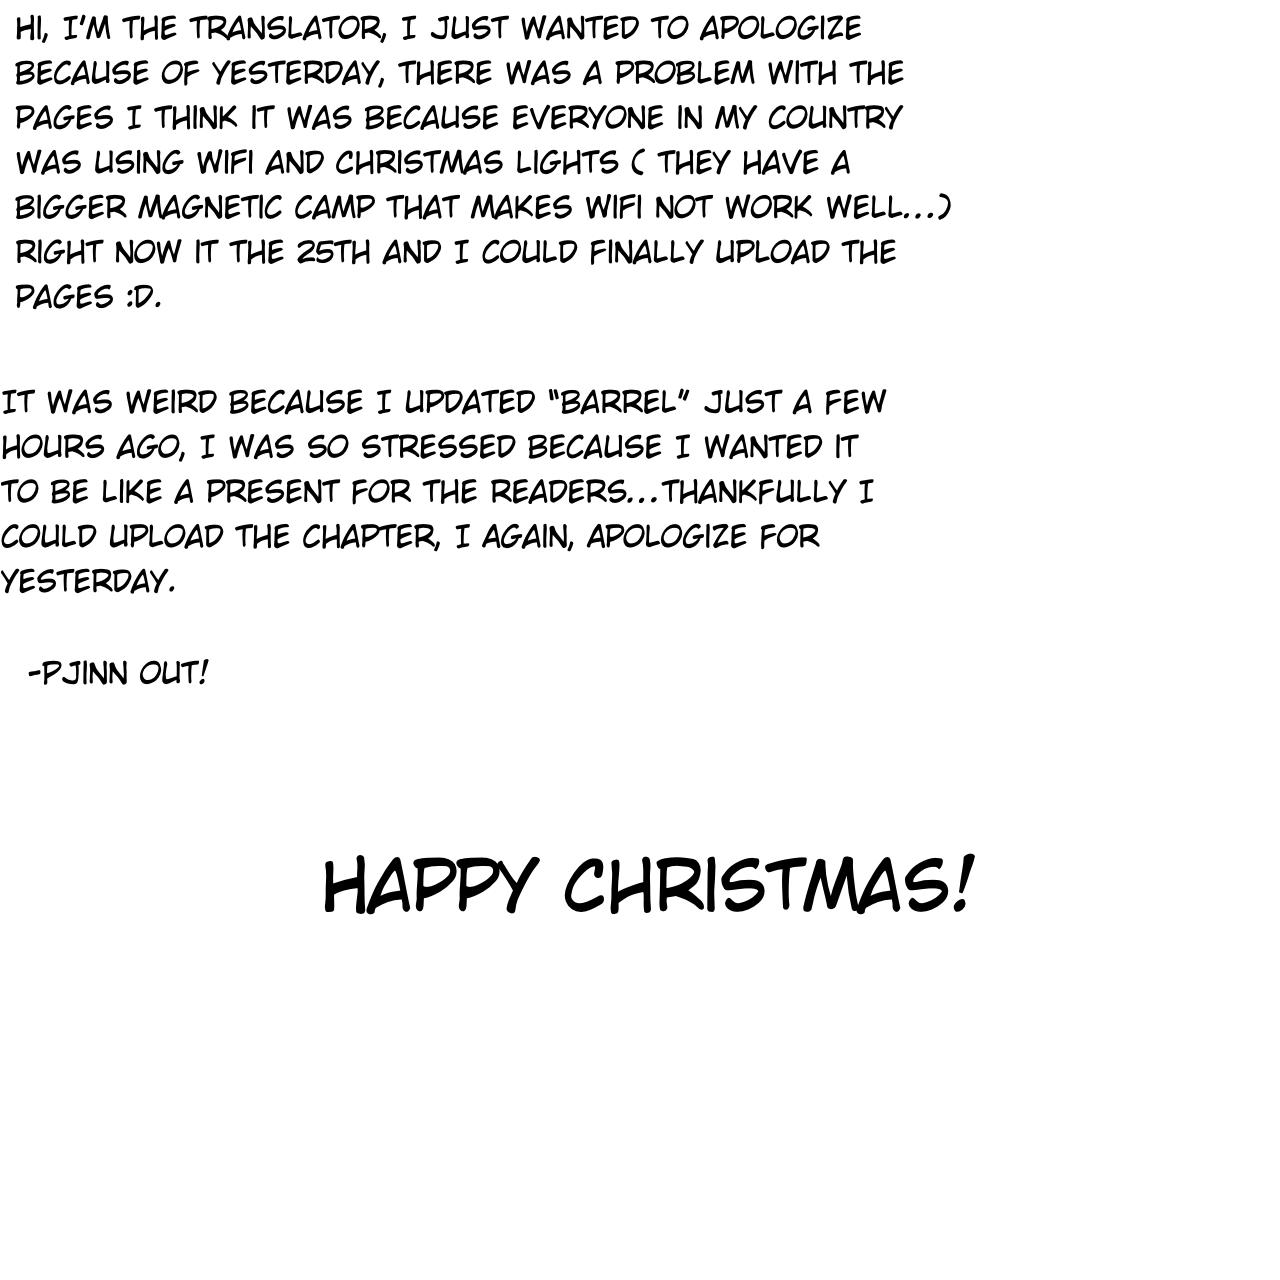 HI, I'M THE TRANSLATOR, I JUST WANTED TO APOLOGIZE
BECAUSE OF YESTERDAY, THERE WAS A PROBLEM WITH THE
PAGES I THINK IT WAS BECAUSE EVERYONE IN MY COUNTRY
WAS USING WIFI AND CHRISTMAS LIGHTS ( THEY HAVE A
BIGGER MAGNETIC CAMP THAT MAKES WIFI NOT WORK WELL...)
RIGHT NOW IT THE 25TH AND I COULD FINALLY UPLOAD THE
PAGES :D.
IT WAS WEIRD BECAUSE I UPDATED "BARREL" JUST A FEW
HOURS AGO, I WAS SO STRESSED BECAUSE I WANTED IT
TO BE LIKE A PRESENT FOR THE READERS...THANKFULLY I
COULD UPLOAD THE CHAPTER, I AGAIN, APOLOGIZE FOR
YESTERDAY.
-PJINN OUT!
HAPPY CHRISTMAS!